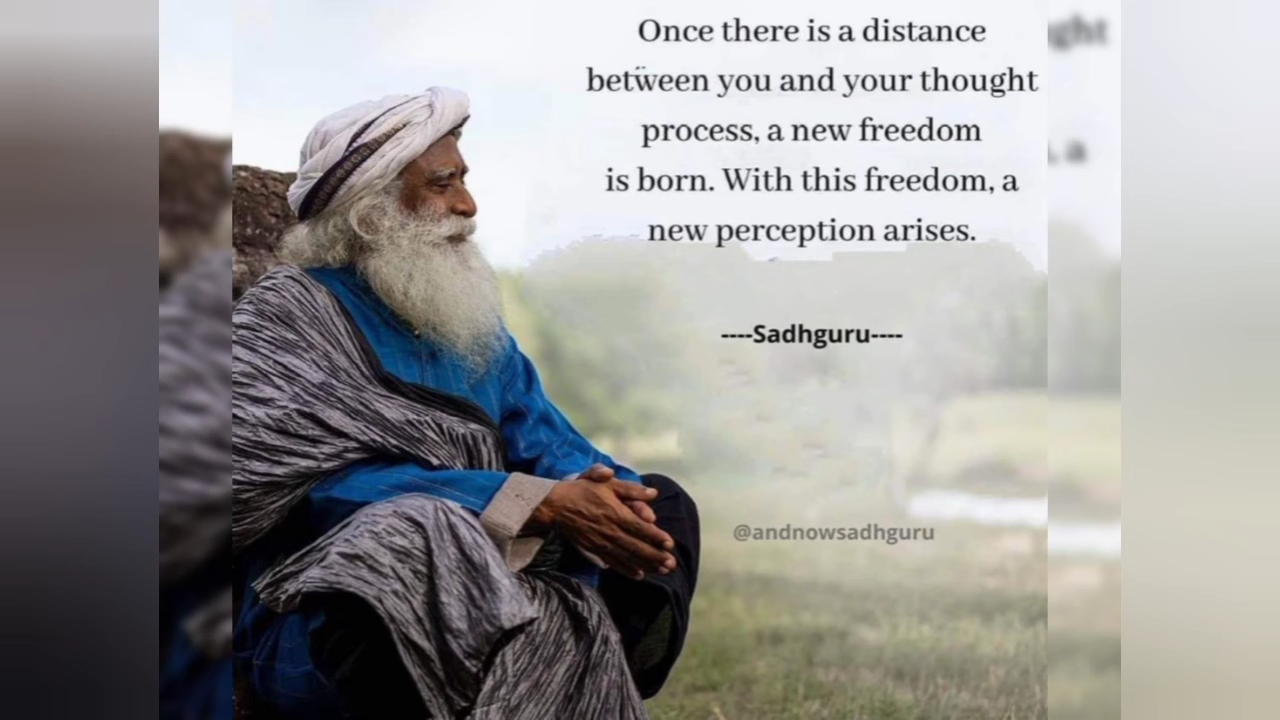 Once there is a distance
between you and your thought
process, a new freedom
is born. With this freedom, a
new perception arises.
----Sadhguru----
@andnowsadhguru